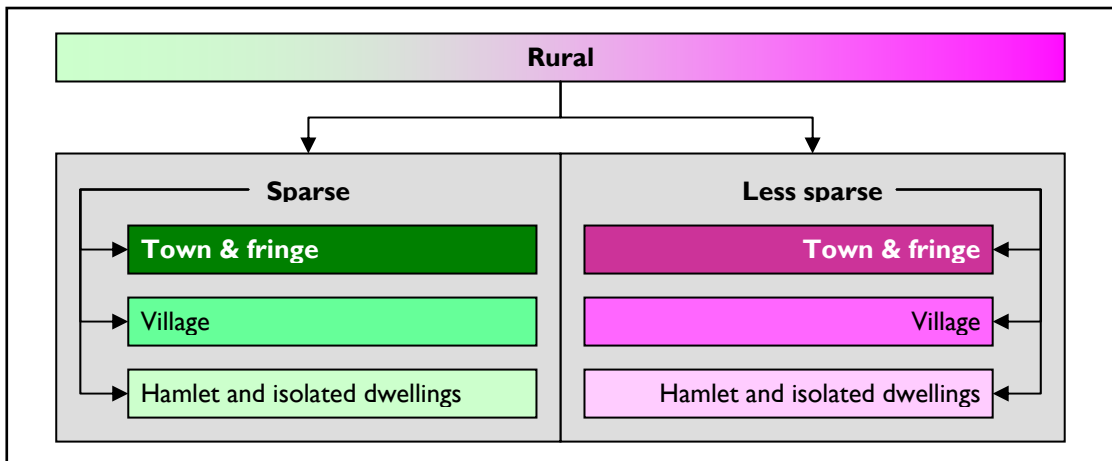 Rural
Sparse
Town & fringe
Village
Hamlet and isolated dwellings
Less sparse
Town & fringe
Village
Hamlet and isolated dwellings